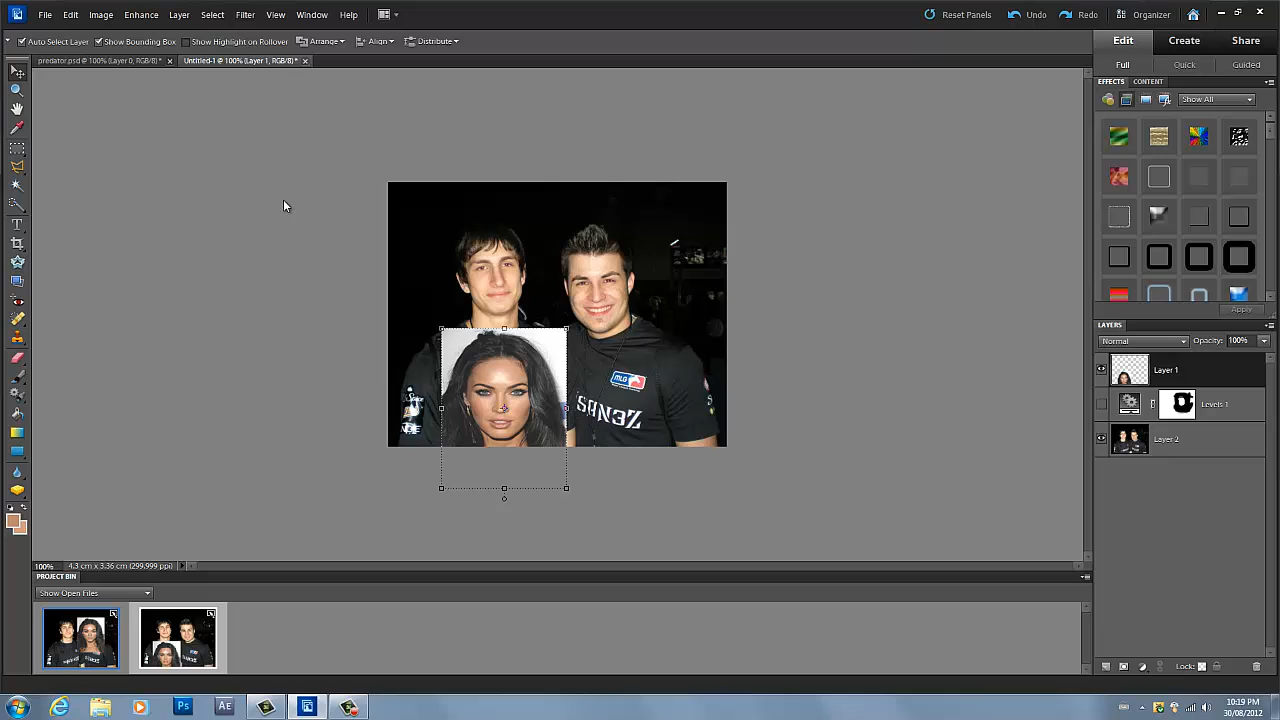 File Edit Image Enhance Layer Select Filter View Window Help Reset Panels Undo Redo Organizer
Auto Select Layer Show Bounding Box Show Highlight on Rollover Arrange Align Distribute Edit Create Share
predator.psd @ 100% (Layer 0, RGB/8) * Untitled-1 @ 100% (Layer 1, RGB/8) * Full Quick Guided
EFFECTS CONTENT
Show All
Apply
LAYERS
Normal Opacity: 100%
Layer 1
Levels 1
Layer 2
MLG
SAN3Z
100% 4.3 cm x 3.36 cm (299.999 ppi)
PROJECT BIN
Show Open Files
Lock:
Ps AE
10:19 PM
30/08/2012